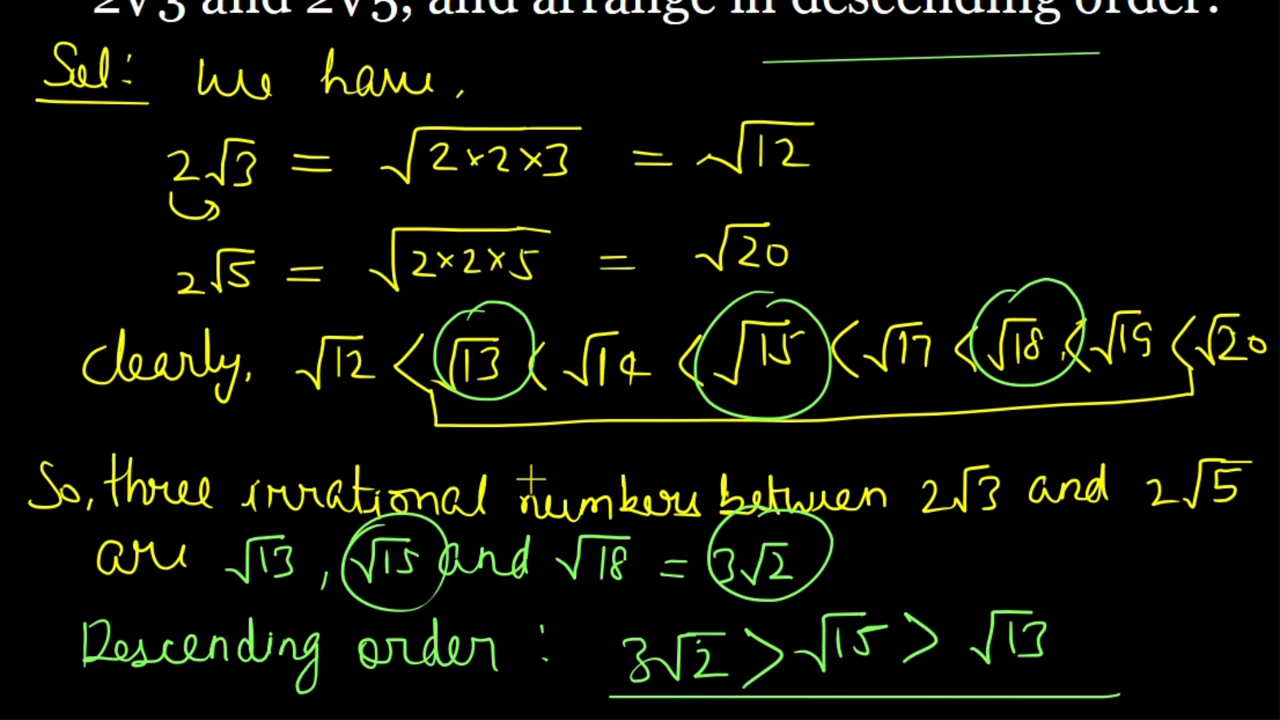 2√3 and 2√5, and arrange in descending order.
Sol: We have,
2√3 = √2×2×3 = √12
2√5 = √2×2×5 = √20
Clearly, √12 < √13 < √14 < √15 < √17 < √18 < √19 < √20
So, three irrational numbers between 2√3 and 2√5
are √13, √15 and √18 = 3√2
Descending order: 3√2 > √15 > √13